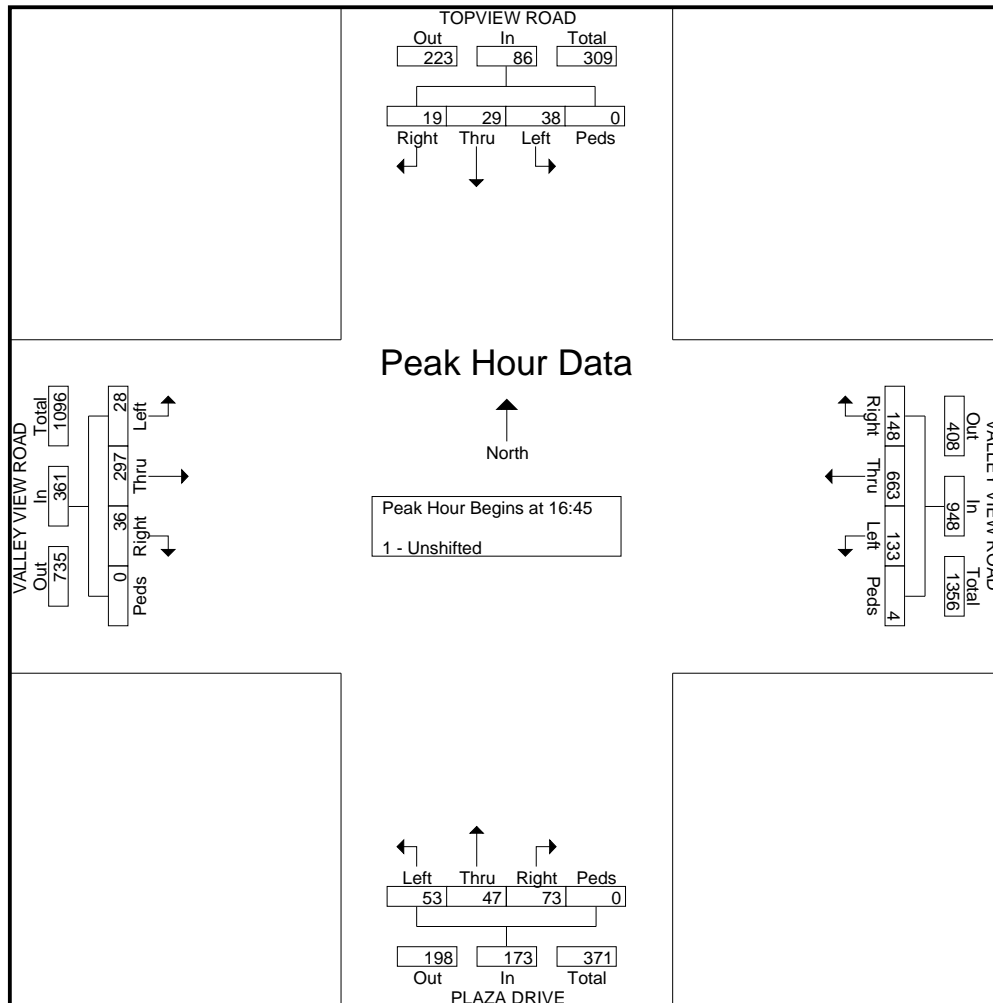 TOPVIEW ROAD
Out In Total
223 86 309
19 29 38 0
Right Thru Left Peds
Peak Hour Data
North
Peak Hour Begins at 16:45
1 - Unshifted
VALLEY VIEW ROAD
Out In Total
735 361 1096
36 297 28
0
Peds Right Thru Left
VALLEY VIEW ROAD
Out In Total
408 948 1356
148 663 133 4
Right Thru Left Peds
Left Thru Right Peds
53 47 73 0
198 173 371
Out In Total
PLAZA DRIVE